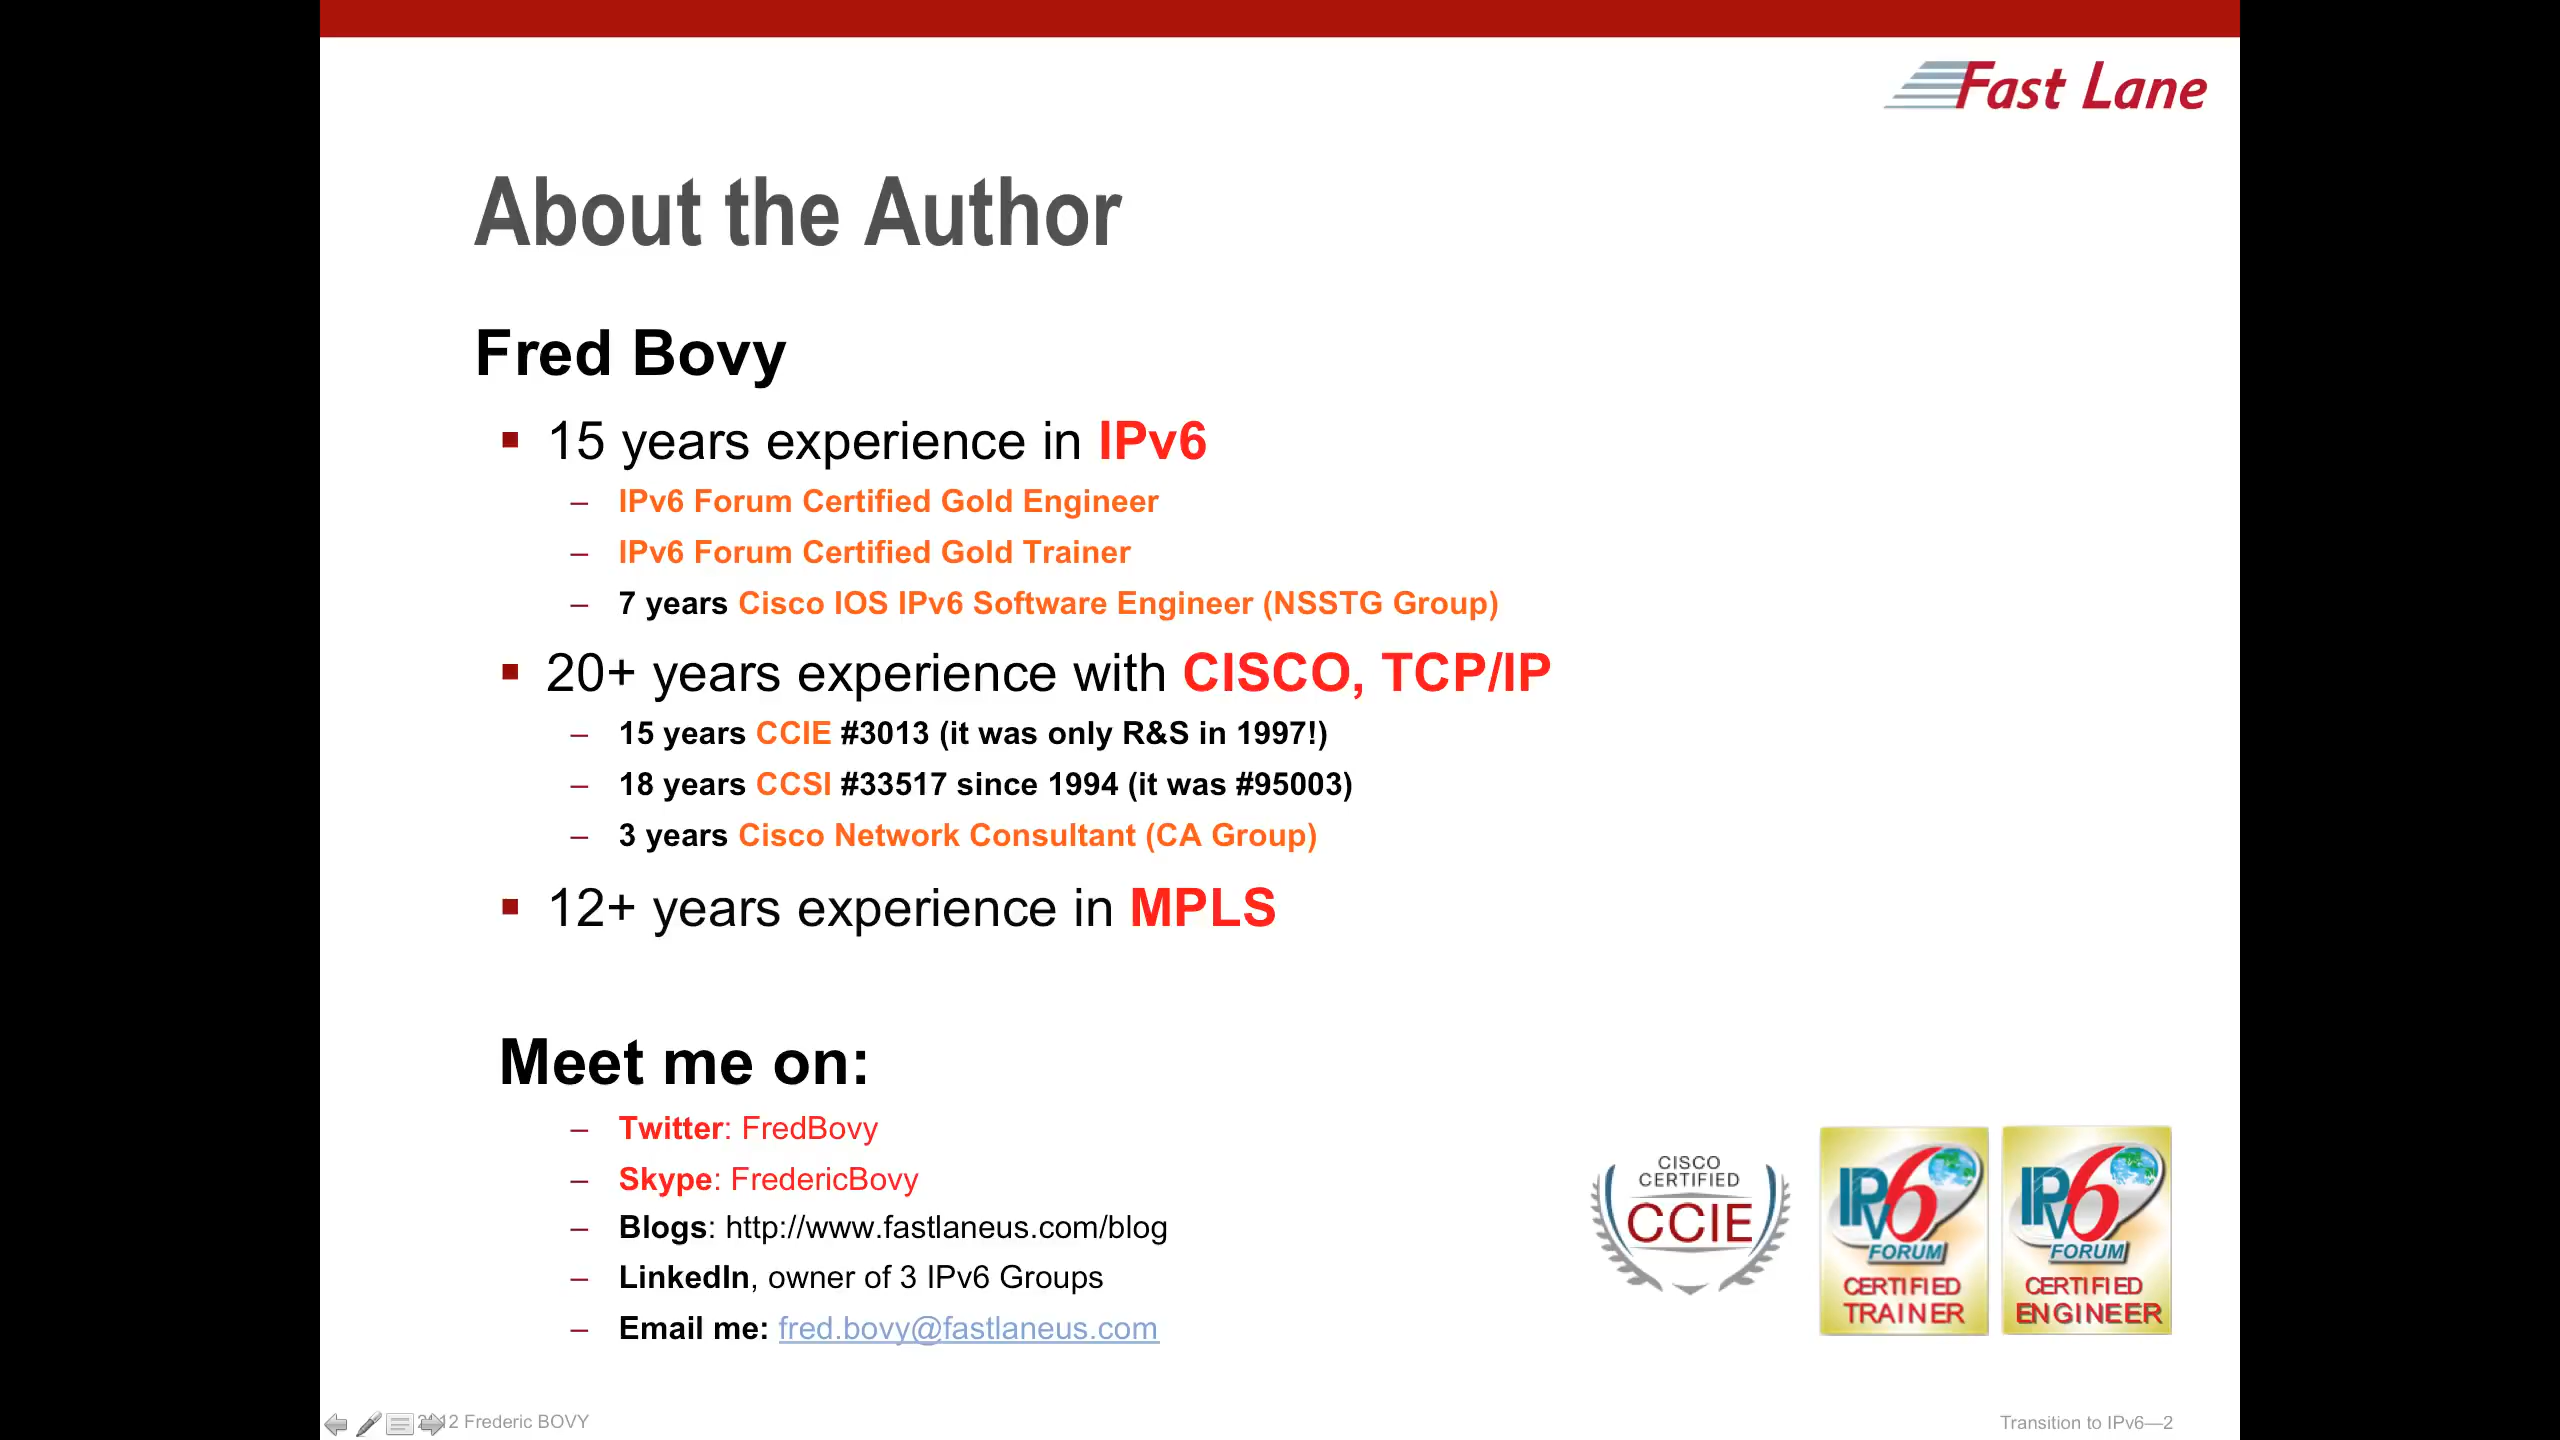 Fast Lane
About the Author
Fred Bovy
15 years experience in IPv6
– IPv6 Forum Certified Gold Engineer
– IPv6 Forum Certified Gold Trainer
– 7 years Cisco IOS IPv6 Software Engineer (NSSTG Group)
20+ years experience with CISCO, TCP/IP
– 15 years CCIE #3013 (it was only R&S in 1997!)
– 18 years CCSI #33517 since 1994 (it was #95003)
– 3 years Cisco Network Consultant (CA Group)
12+ years experience in MPLS
Meet me on:
– Twitter: FredBovy
– Skype: FredericBovy
– Blogs: http://www.fastlaneus.com/blog
– LinkedIn, owner of 3 IPv6 Groups
– Email me: fred.bovy@fastlaneus.com
CISCO
CERTIFIED
CCIE
IPv6
FORUM
CERTIFIED
TRAINER
IPv6
FORUM
CERTIFIED
ENGINEER
2012 Frederic BOVY
Transition to IPv6—2